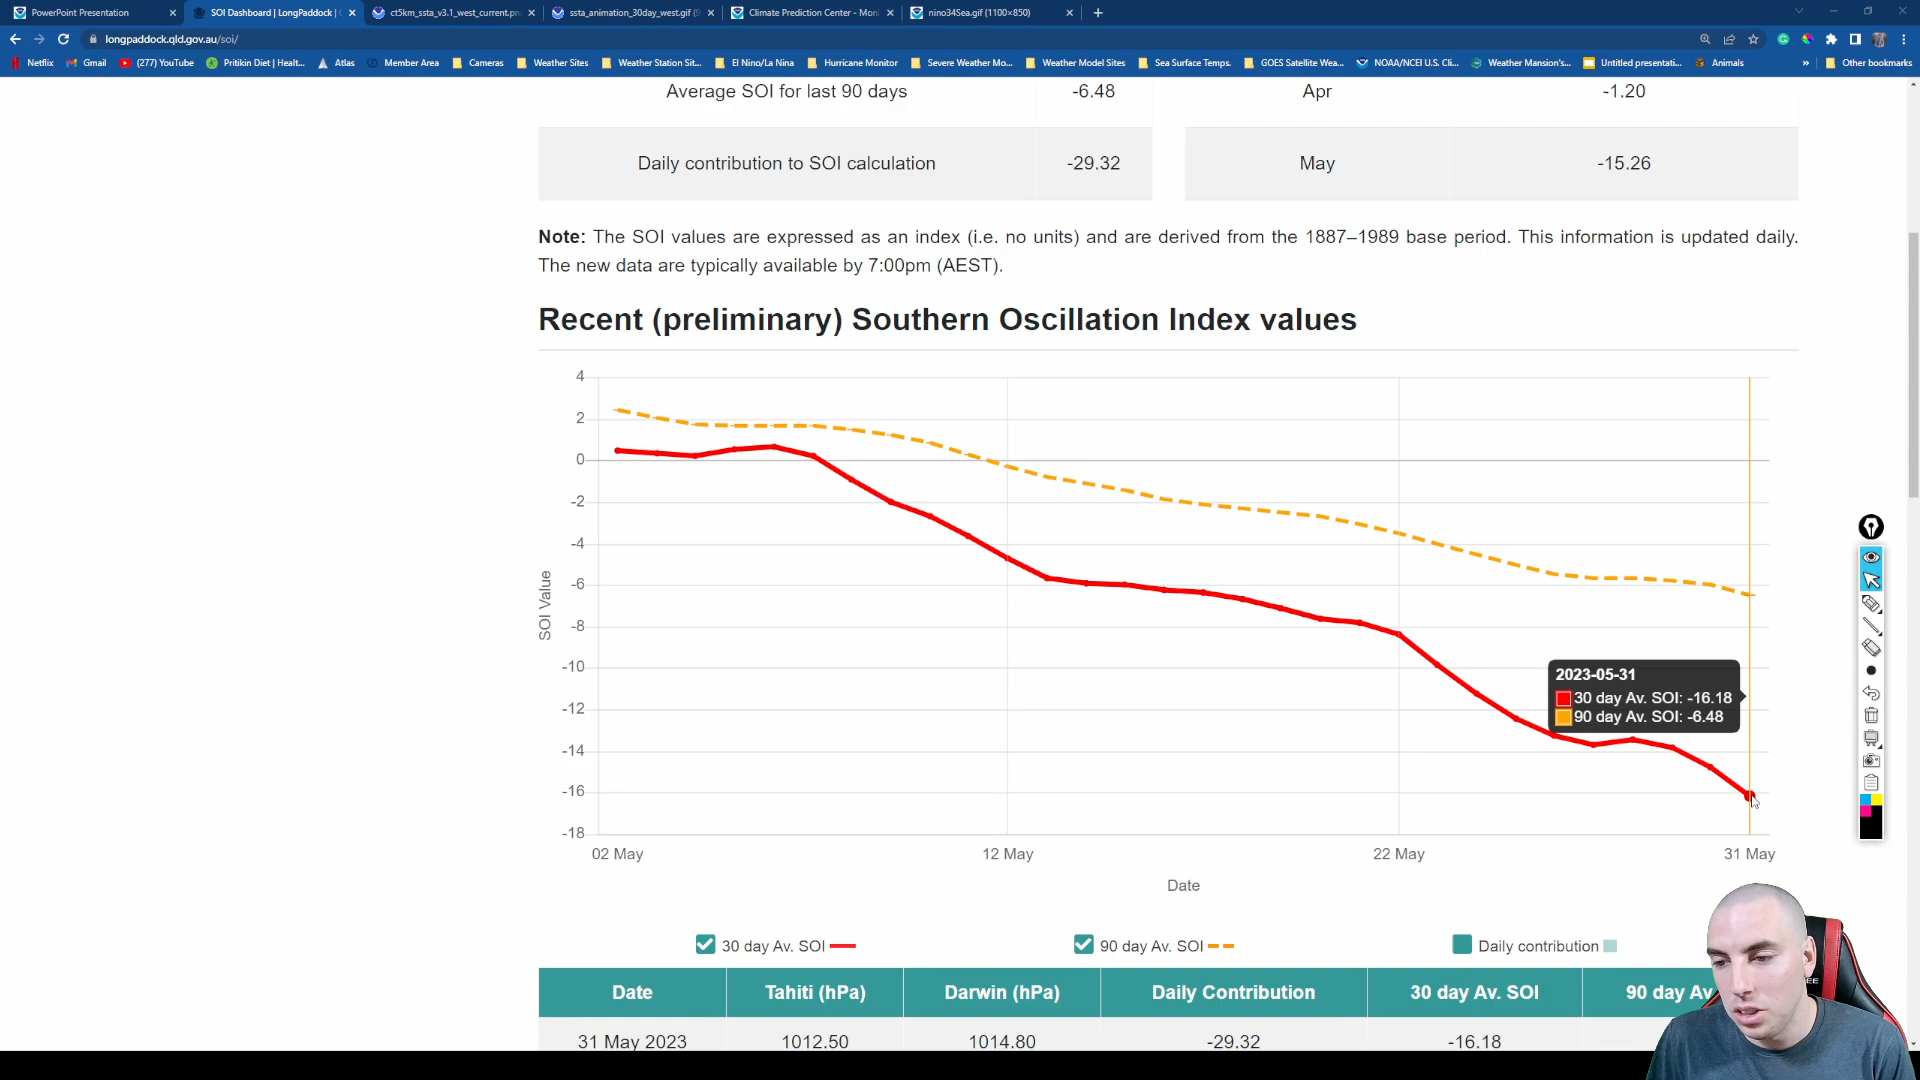 PowerPoint Presentation
SOI Dashboard | LongPaddock |
ct5km_ssta_v3.1_west_current.pn
ssta_animation_30day_west.gif (9
Climate Prediction Center - Moni
nino34Sea.gif (1100×850)
longpaddock.qld.gov.au/soi/
Netflix
Gmail
(277) YouTube
Pritikin Diet | Healt...
Atlas
Member Area
Cameras
Weather Sites
Weather Station Sit...
El Nino/La Nina
Hurricane Monitor
Severe Weather Mo...
Weather Model Sites
Sea Surface Temps.
GOES Satellite Wea...
NOAA/NCEI U.S. Cli...
Weather Mansion's...
Untitled presentati...
Animals
»
Other bookmarks
Average SOI for last 90 days -6.48
Apr -1.20
Daily contribution to SOI calculation -29.32
May -15.26
Note: The SOI values are expressed as an index (i.e. no units) and are derived from the 1887–1989 base period. This information is updated daily.
The new data are typically available by 7:00pm (AEST).
Recent (preliminary) Southern Oscillation Index values
4
2
0
-2
-4
-6
-8
-10
-12
-14
-16
-18
SOI Value
2023-05-31
30 day Av. SOI: -16.18
90 day Av. SOI: -6.48
02 May 12 May 22 May 31 May
Date
30 day Av. SOI
90 day Av. SOI
Daily contribution
Date Tahiti (hPa) Darwin (hPa) Daily Contribution 30 day Av. SOI 90 day Av
31 May 2023 1012.50 1014.80 -29.32 -16.18